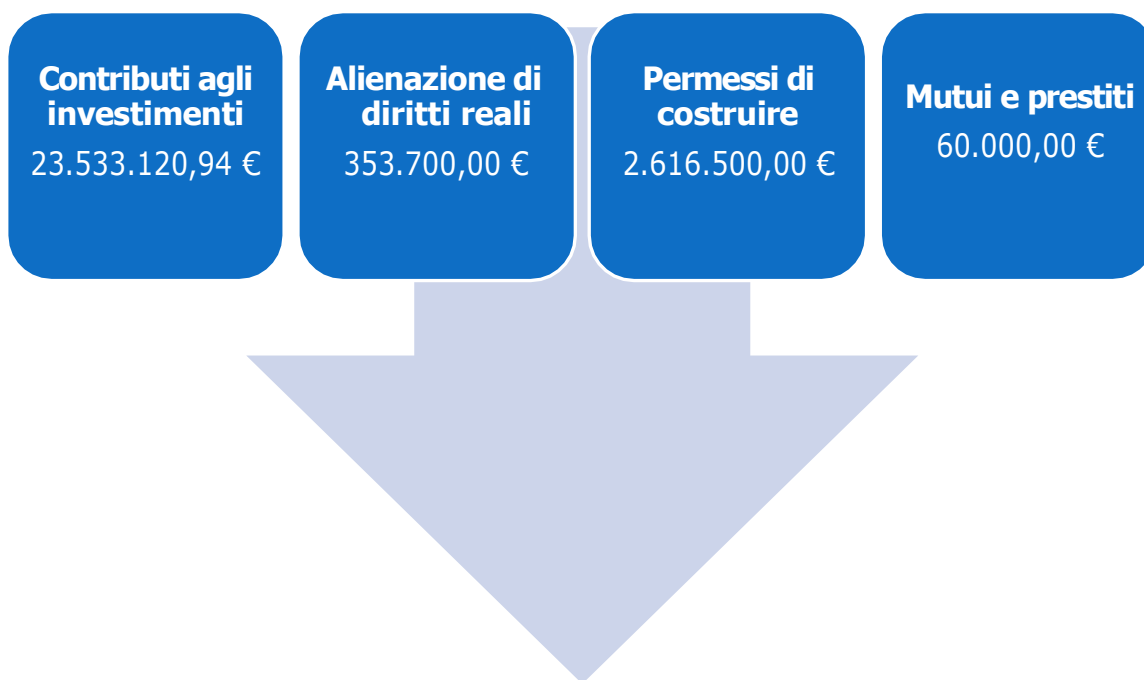 Contributi agli
investimenti
23.533.120,94 €
Alienazione di
diritti reali
353.700,00 €
Permessi di
costruire
2.616.500,00 €
Mutui e prestiti
60.000,00 €